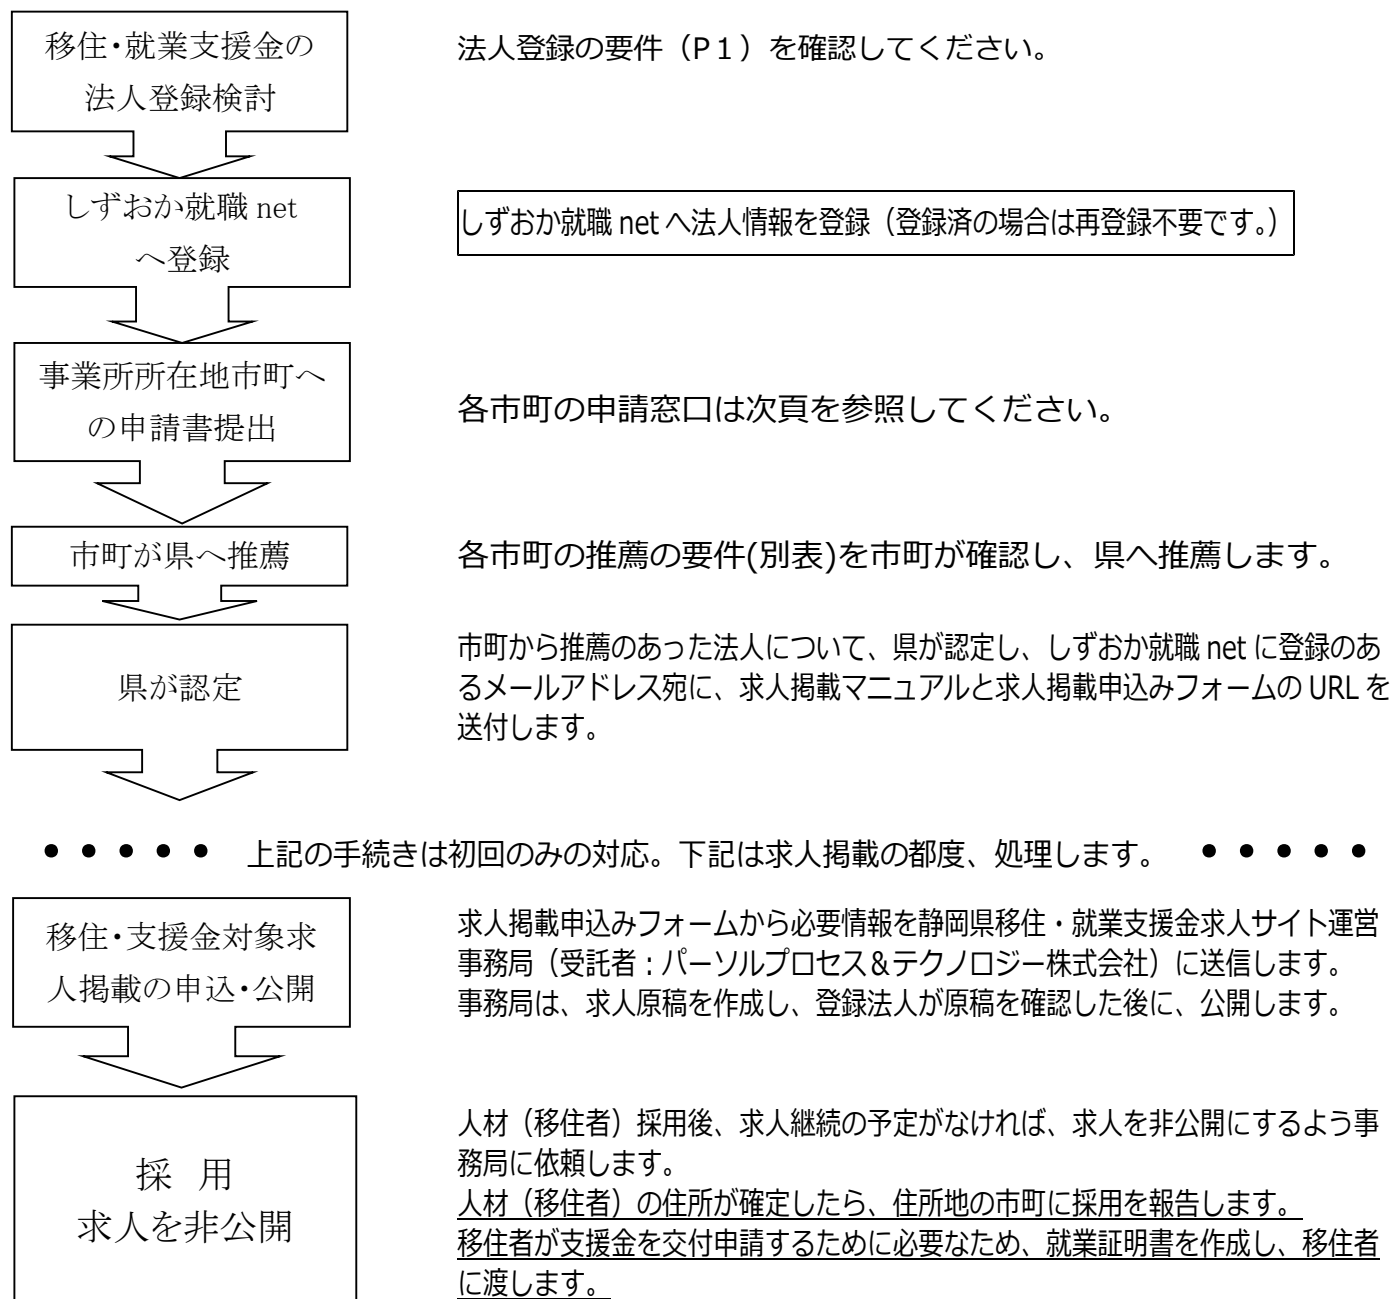 移住・就業支援金の
法人登録検討
法人登録の要件（P１）を確認してください。
しずおか就職 net
へ登録
しずおか就職 net へ法人情報を登録（登録済の場合は再登録不要です。）
事業所所在地市町へ
の申請書提出
各市町の申請窓口は次頁を参照してください。
市町が県へ推薦
各市町の推薦の要件(別表)を市町が確認し、県へ推薦します。
県が認定
市町から推薦のあった法人について、県が認定し、しずおか就職 net に登録のあ
るメールアドレス宛に、求人掲載マニュアルと求人掲載申込みフォームの URL を
送付します。
● ● ● ● ● 上記の手続きは初回のみの対応。下記は求人掲載の都度、処理します。 ● ● ● ● ●
移住・支援金対象求
人掲載の申込・公開
求人掲載申込みフォームから必要情報を静岡県移住・就業支援金求人サイト運営
事務局（受託者：パーソルプロセス＆テクノロジー株式会社）に送信します。
事務局は、求人原稿を作成し、登録法人が原稿を確認した後に、公開します。
採 用
求人を非公開
人材（移住者）採用後、求人継続の予定がなければ、求人を非公開にするよう事
務局に依頼します。
人材（移住者）の住所が確定したら、住所地の市町に採用を報告します。
移住者が支援金を交付申請するために必要なため、就業証明書を作成し、移住者
に渡します。